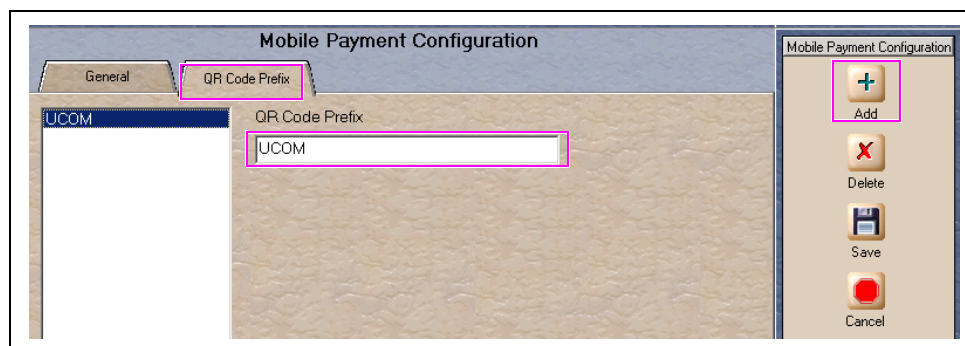 Mobile Payment Configuration
General
QR Code Prefix
UCOM
QR Code Prefix
UCOM
Mobile Payment Configuration
Add
Delete
Save
Cancel